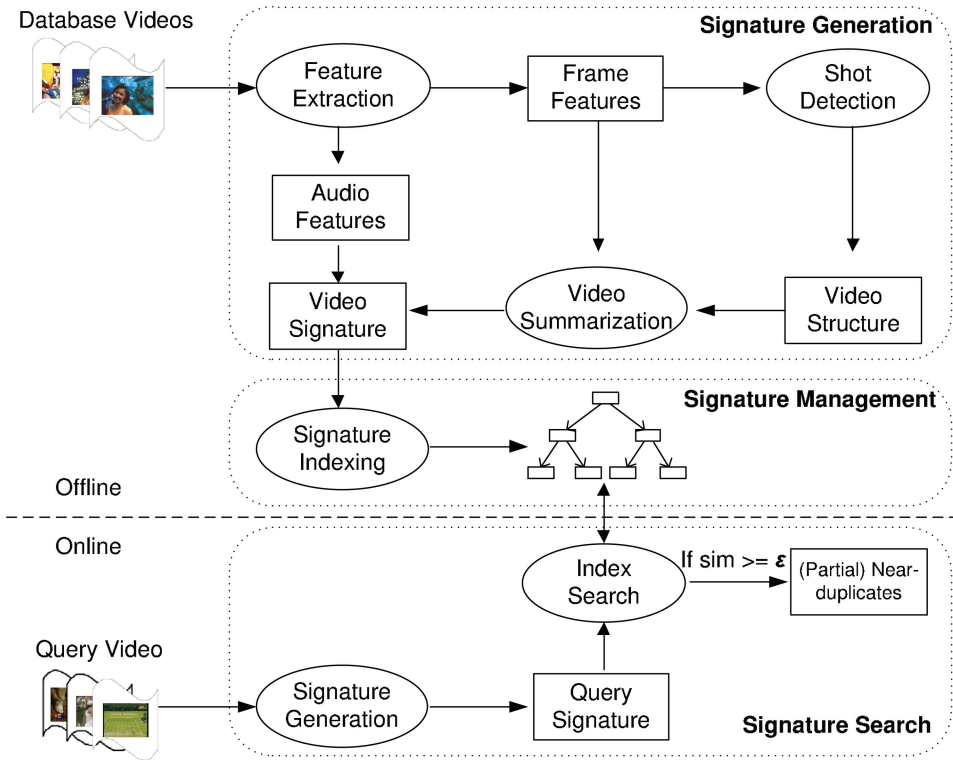 Database Videos
Signature Generation
Feature
Extraction
Frame
Features
Shot
Detection
Audio
Features
Video
Signature
Video
Summarization
Video
Structure
Signature Management
Signature
Indexing
Offline
Online
Index
Search
If sim >= ε
(Partial) Near-
duplicates
Query Video
Signature
Generation
Query
Signature
Signature Search